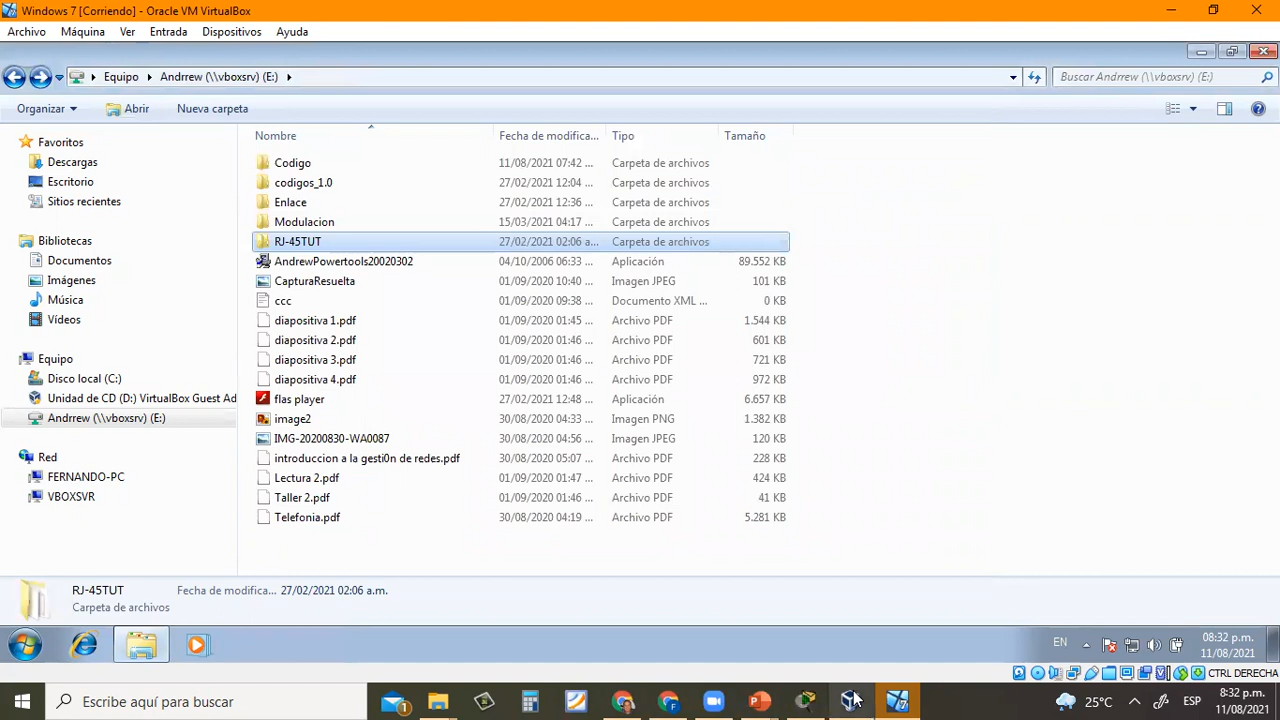 Windows 7 [Corriendo] - Oracle VM VirtualBox
Archivo Máquina Ver Entrada Dispositivos Ayuda
Equipo Andrrew (\\vboxsrv) (E:) Buscar Andrrew (\\vboxsrv) (E:)
Organizar Abrir Nueva carpeta
Nombre Fecha de modifica... Tipo Tamaño
Favoritos
Descargas
Escritorio
Sitios recientes
Bibliotecas
Documentos
Imágenes
Música
Vídeos
Equipo
Disco local (C:)
Unidad de CD (D:) VirtualBox Guest Ad
Andrrew (\\vboxsrv) (E:)
Red
FERNANDO-PC
VBOXSVR
Codigo 11/08/2021 07:42 ... Carpeta de archivos
codigos_1.0 27/02/2021 12:04 ... Carpeta de archivos
Enlace 27/02/2021 12:36 ... Carpeta de archivos
Modulacion 15/03/2021 04:17 ... Carpeta de archivos
RJ-45TUT 27/02/2021 02:06 a... Carpeta de archivos
AndrewPowertools20020302 04/10/2006 06:33 ... Aplicación 89.552 KB
CapturaResuelta 01/09/2020 10:40 ... Imagen JPEG 101 KB
ccc 01/09/2020 09:38 ... Documento XML ... 0 KB
diapositiva 1.pdf 01/09/2020 01:45 ... Archivo PDF 1.544 KB
diapositiva 2.pdf 01/09/2020 01:46 ... Archivo PDF 601 KB
diapositiva 3.pdf 01/09/2020 01:46 ... Archivo PDF 721 KB
diapositiva 4.pdf 01/09/2020 01:46 ... Archivo PDF 972 KB
flas player 27/02/2021 12:48 ... Aplicación 6.657 KB
image2 30/08/2020 04:33 ... Imagen PNG 1.382 KB
IMG-20200830-WA0087 30/08/2020 04:56 ... Imagen JPEG 120 KB
introduccion a la gesti0n de redes.pdf 30/08/2020 05:07 ... Archivo PDF 228 KB
Lectura 2.pdf 01/09/2020 01:47 ... Archivo PDF 424 KB
Taller 2.pdf 01/09/2020 01:46 ... Archivo PDF 41 KB
Telefonia.pdf 30/08/2020 04:19 ... Archivo PDF 5.281 KB
RJ-45TUT Fecha de modifica... 27/02/2021 02:06 a.m.
Carpeta de archivos
EN 08:32 p.m.
11/08/2021
CTRL DERECHA
Escribe aquí para buscar 1 25°C ESP 8:32 p.m.
11/08/2021